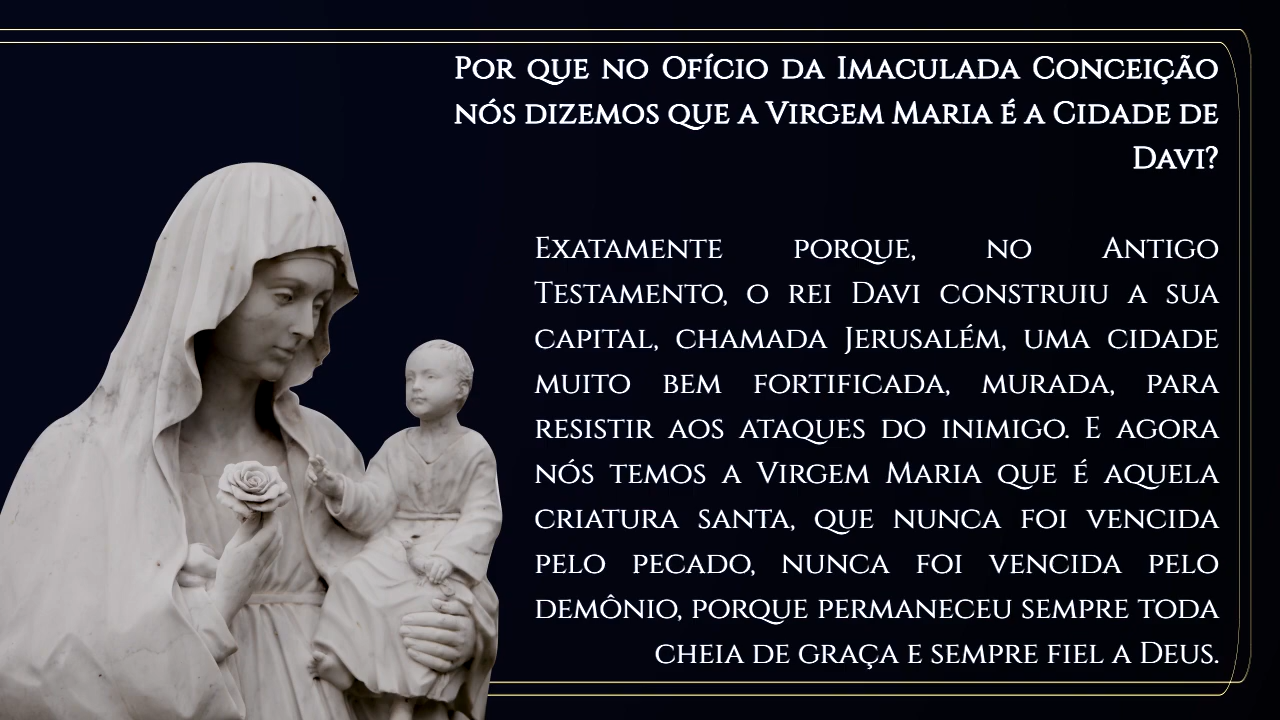 Por que no Ofício da Imaculada Conceição
nós dizemos que a Virgem Maria é a Cidade de
Davi?
Exatamente porque, no Antigo
Testamento, o rei Davi construiu a sua
capital, chamada Jerusalém, uma cidade
muito bem fortificada, murada, para
resistir aos ataques do inimigo. E agora
nós temos a Virgem Maria que é aquela
criatura santa, que nunca foi vencida
pelo pecado, nunca foi vencida pelo
demônio, porque permaneceu sempre toda
cheia de graça e sempre fiel a Deus.